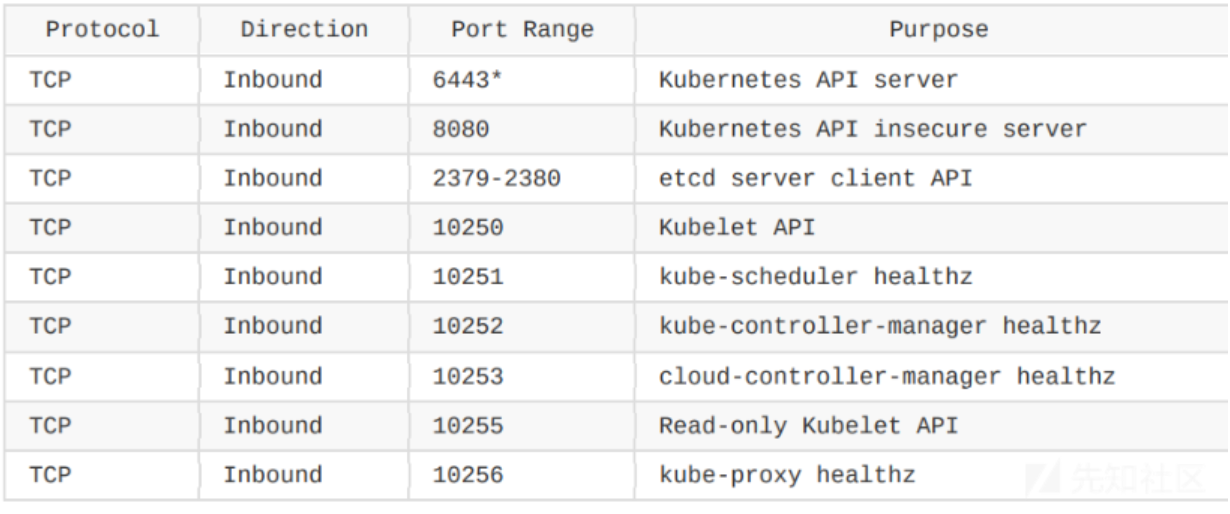 Protocol Direction Port Range Purpose
TCP Inbound 6443* Kubernetes API server
TCP Inbound 8080 Kubernetes API insecure server
TCP Inbound 2379-2380 etcd server client API
TCP Inbound 10250 Kubelet API
TCP Inbound 10251 kube-scheduler healthz
TCP Inbound 10252 kube-controller-manager healthz
TCP Inbound 10253 cloud-controller-manager healthz
TCP Inbound 10255 Read-only Kubelet API
TCP Inbound 10256 kube-proxy healthz
先知社区